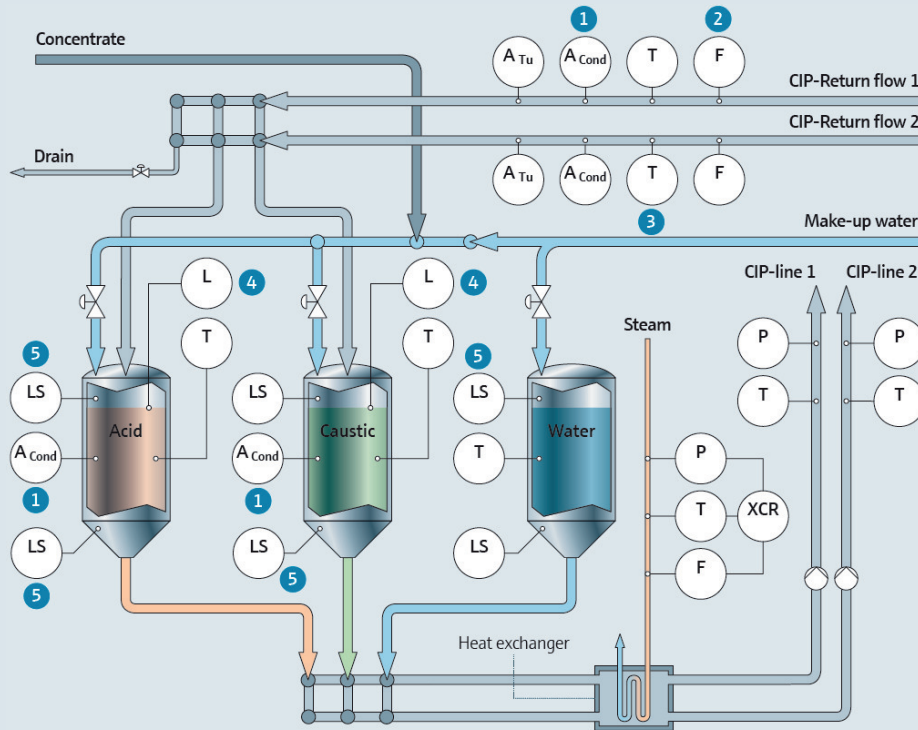 1
2
Concentrate
A Tu
A Cond
T
F
CIP-Return flow 1
CIP-Return flow 2
Drain
A Tu
A Cond
T
F
3
Make-up water
CIP-line 1
CIP-line 2
L
4
L
4
Steam
T
T
P
P
5
5
LS
LS
LS
T
T
Acid
Caustic
Water
A Cond
A Cond
T
P
1
1
T
XCR
LS
LS
LS
F
5
5
Heat exchanger